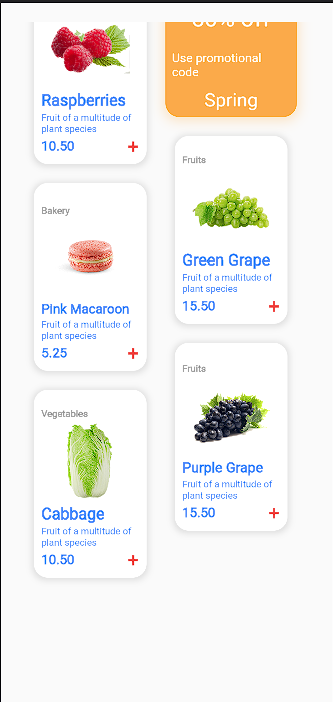 Raspberries
Fruit of a multitude of
plant species
10.50 +
Use promotional
code
Spring
Bakery
Pink Macaroon
Fruit of a multitude of
plant species
5.25 +
Fruits
Green Grape
Fruit of a multitude of
plant species
15.50 +
Vegetables
Cabbage
Fruit of a multitude of
plant species
10.50 +
Fruits
Purple Grape
Fruit of a multitude of
plant species
15.50 +